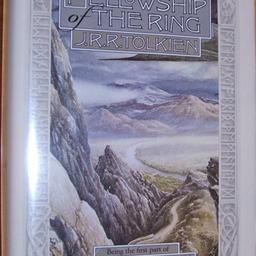 FELLOWSHIP
OF THE RING
J.R.R. TOLKIEN
Being the first part of